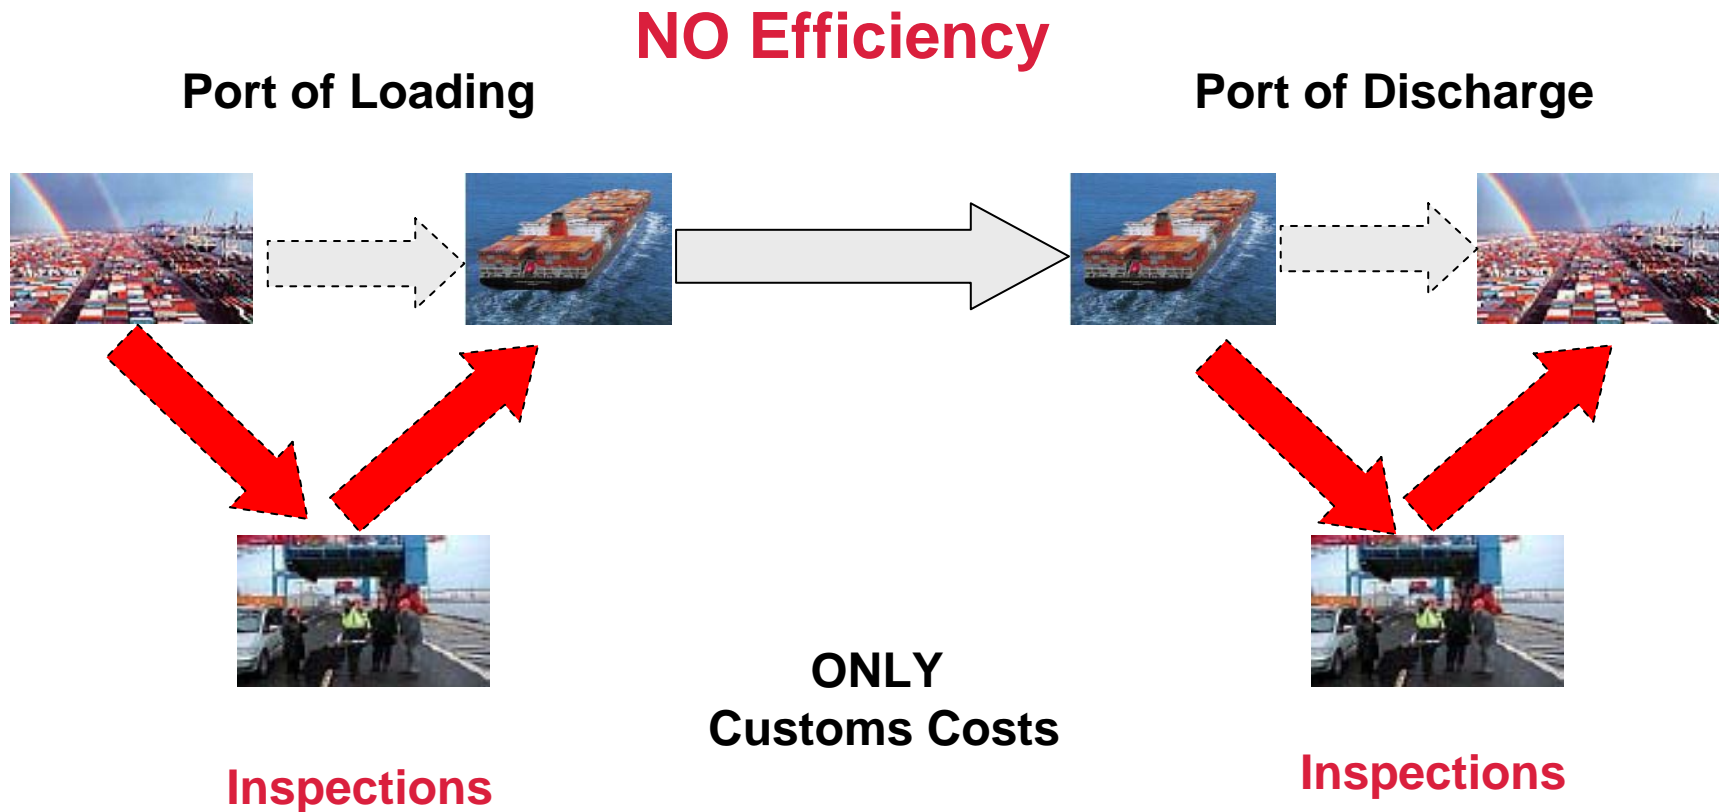 NO Efficiency
Port of Loading
Port of Discharge
ONLY
Customs Costs
Inspections
Inspections